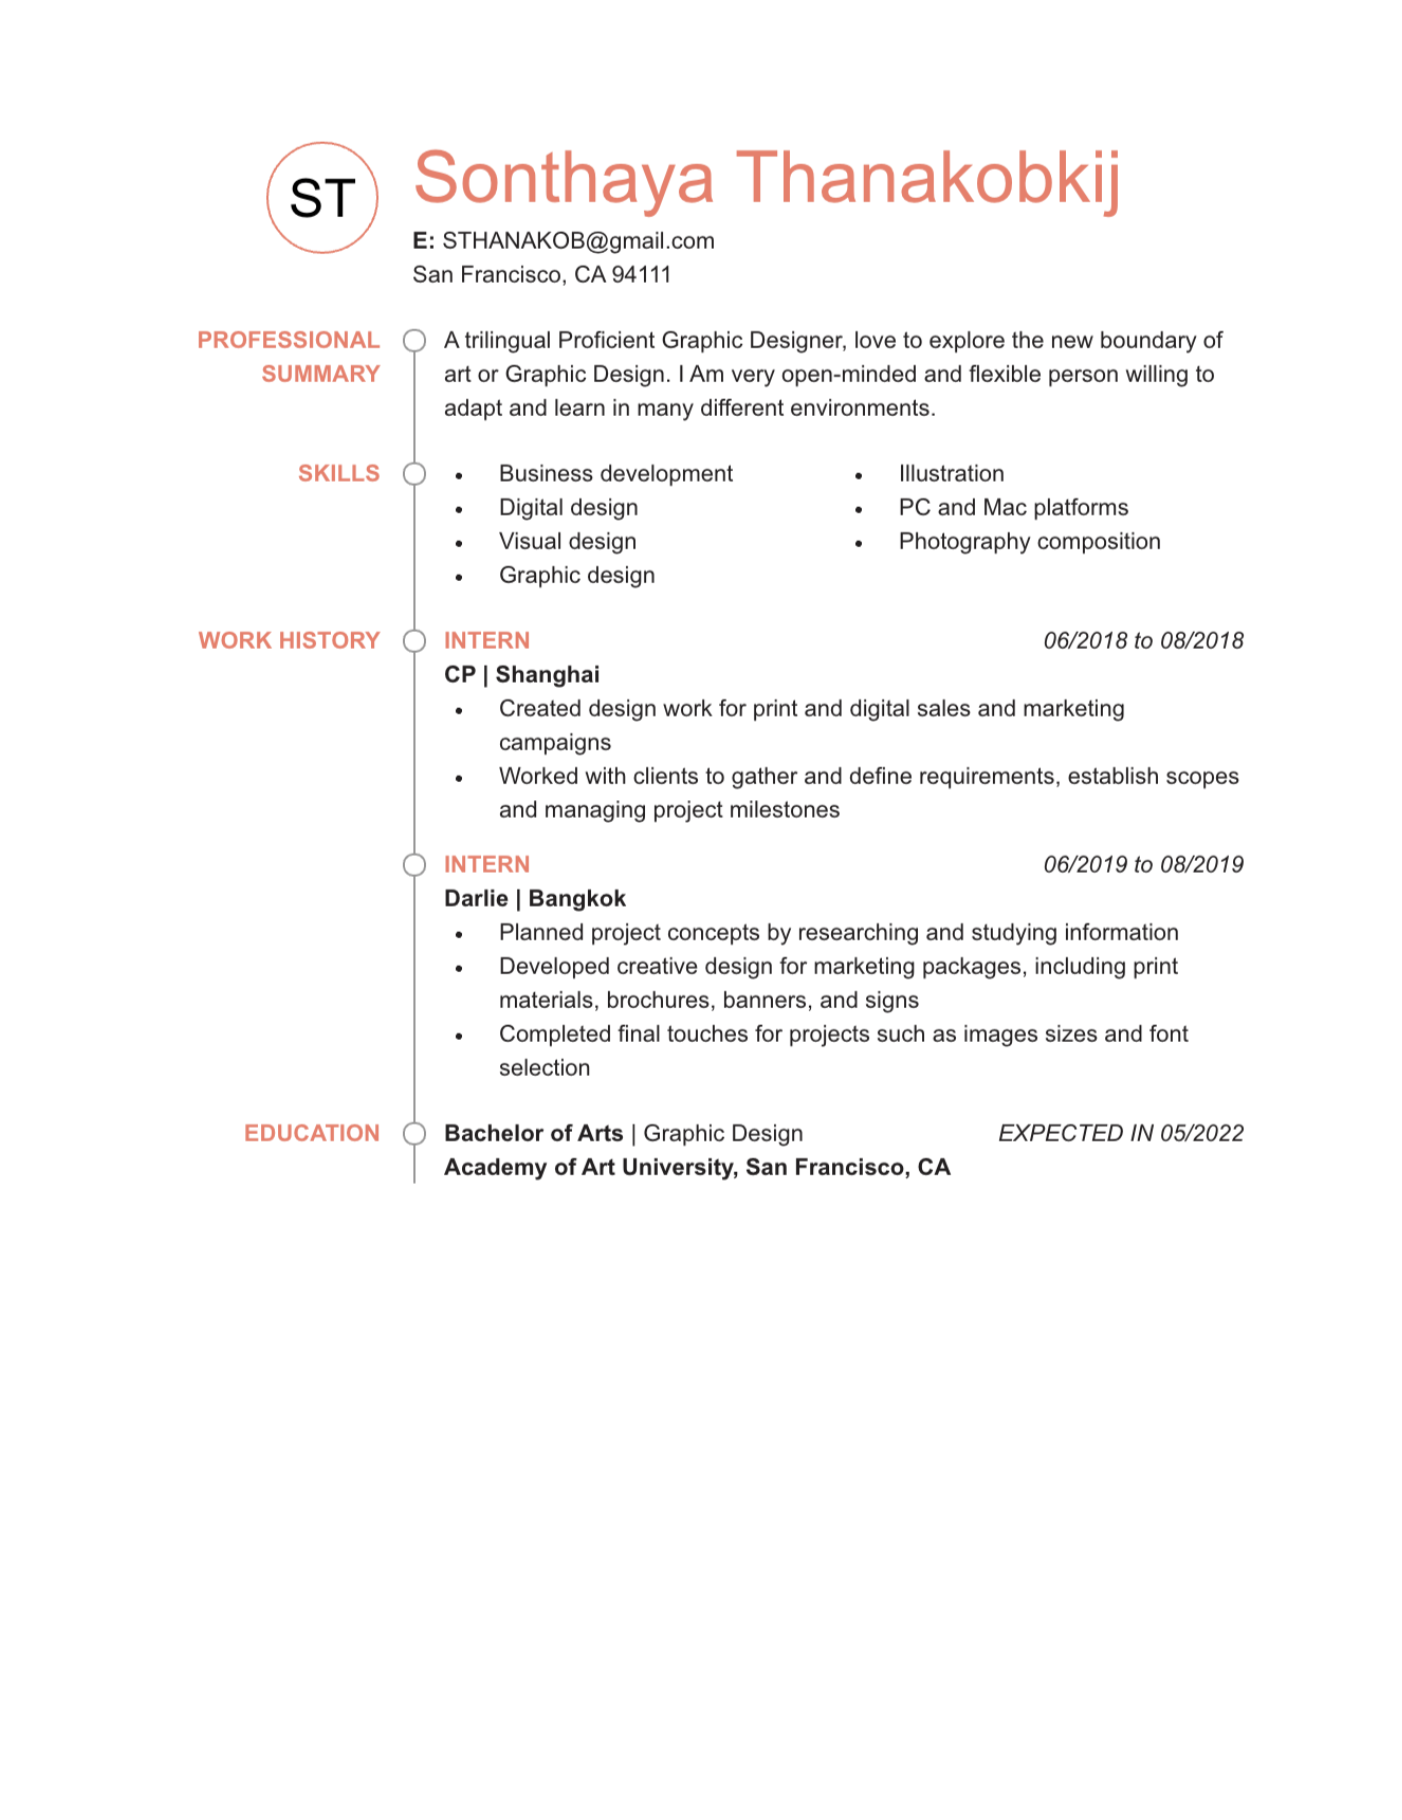 ST
Sonthaya Thanakobkij
E: STHANAKOB@gmail.com
San Francisco, CA 94111
PROFESSIONAL
SUMMARY
A trilingual Proficient Graphic Designer, love to explore the new boundary of
art or Graphic Design. I Am very open-minded and flexible person willing to
adapt and learn in many different environments.
SKILLS
• Business development
• Digital design
• Visual design
• Graphic design
• Illustration
• PC and Mac platforms
• Photography composition
WORK HISTORY
INTERN 06/2018 to 08/2018
CP | Shanghai
• Created design work for print and digital sales and marketing
campaigns
• Worked with clients to gather and define requirements, establish scopes
and managing project milestones
INTERN 06/2019 to 08/2019
Darlie | Bangkok
• Planned project concepts by researching and studying information
• Developed creative design for marketing packages, including print
materials, brochures, banners, and signs
• Completed final touches for projects such as images sizes and font
selection
EDUCATION
Bachelor of Arts | Graphic Design EXPECTED IN 05/2022
Academy of Art University, San Francisco, CA